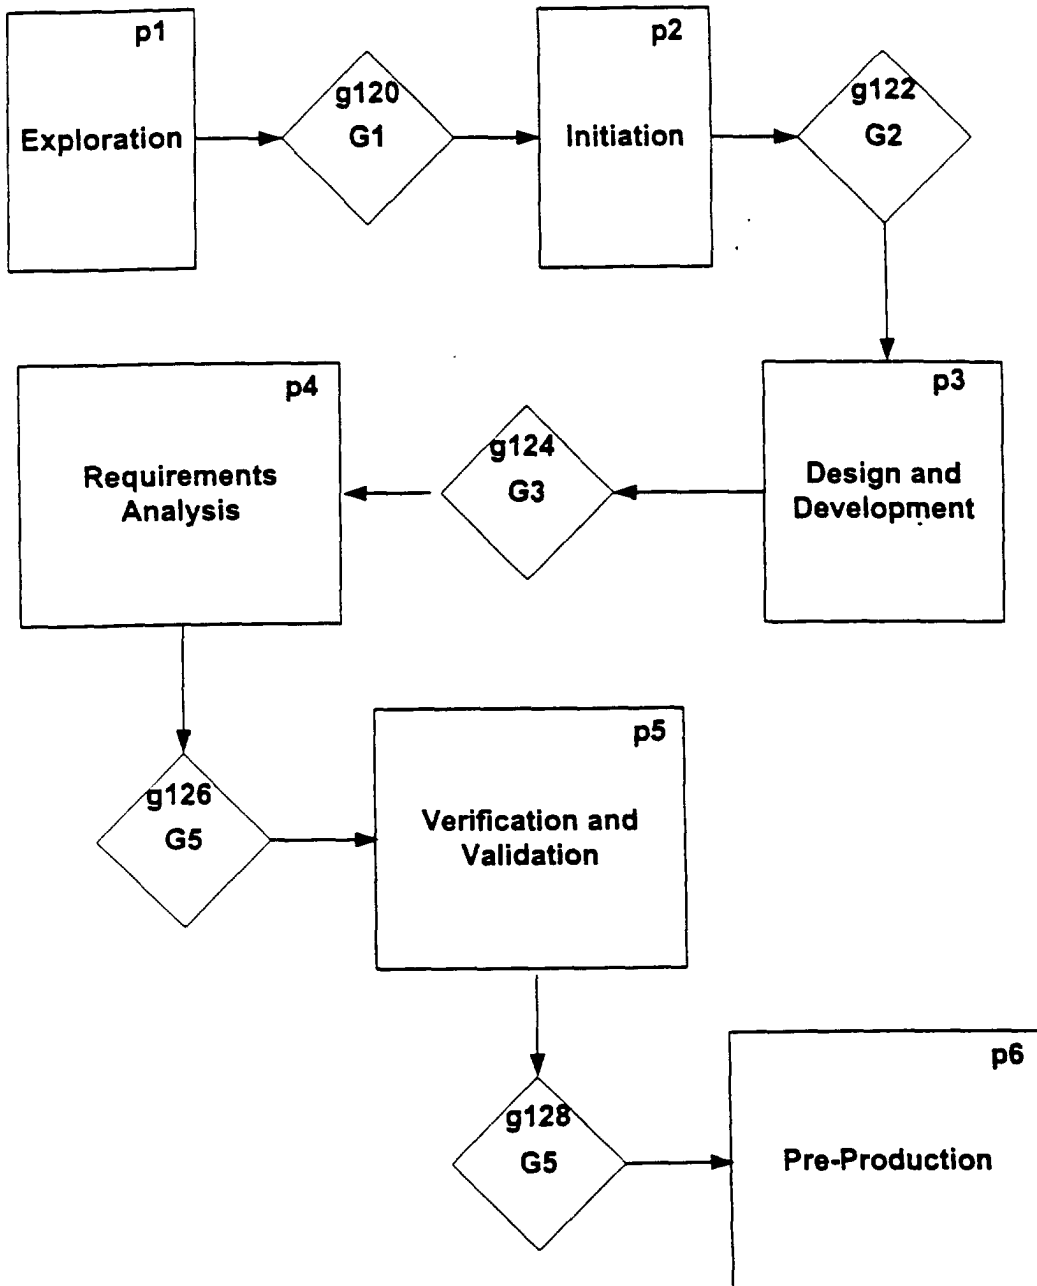 p1
Exploration
g120
G1
p2
Initiation
g122
G2
p3
Design and
Development
g124
G3
p4
Requirements
Analysis
g126
G5
p5
Verification and
Validation
g128
G5
p6
Pre-Production